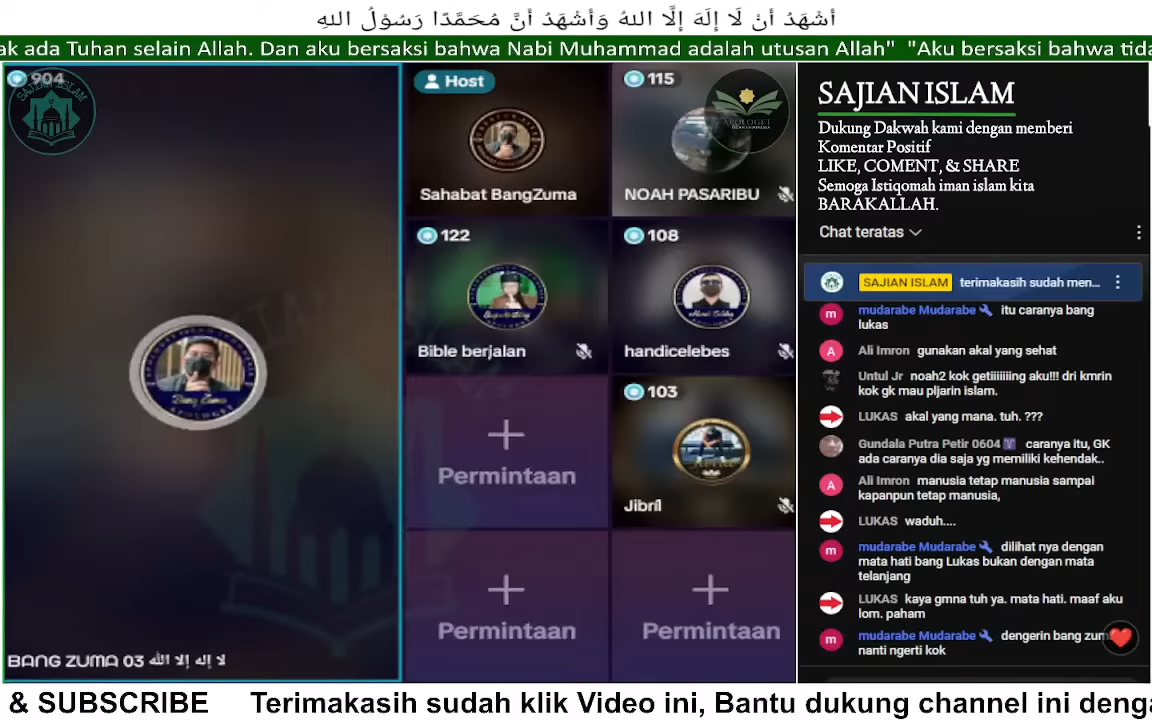 أشْهَدُ أنْ لَا إلَهَ إلَّا اللهُ وَأشْهَدُ أنَّ مُحَمَّدًا رَسُوْلُ اللهِ
ak ada Tuhan selain Allah. Dan aku bersaksi bahwa Nabi Muhammad adalah utusan Allah" "Aku bersaksi bahwa tida
904
SAJIAN ISLAM
BANG ZUMA 03 لا إله إلا الله
Host
Sahabat BangZuma
115
NOAH PASARIBU
122
Bible berjalan
108
handicelebes
Permintaan
103
Jibril
Permintaan
Permintaan
SAJIAN ISLAM
Dukung Dakwah kami dengan memberi
Komentar Positif
LIKE, COMENT, & SHARE
Semoga Istiqomah iman islam kita
BARAKALLAH.
Chat teratas
SAJIAN ISLAM terimakasih sudah men...
mudarabe Mudarabe itu caranya bang
lukas
Ali Imron gunakan akal yang sehat
Untul Jr noah2 kok getiiiiiiing aku!!! dri kmrin
kok gk mau pljarin islam.
LUKAS akal yang mana. tuh. ???
Gundala Putra Petir 0604 caranya itu, GK
ada caranya dia saja yg memiliki kehendak..
Ali Imron manusia tetap manusia sampai
kapanpun tetap manusia,
LUKAS waduh....
mudarabe Mudarabe dilihat nya dengan
mata hati bang Lukas bukan dengan mata
telanjang
LUKAS kaya gmna tuh ya. mata hati. maaf aku
lom. paham
mudarabe Mudarabe dengerin bang zum
nanti ngerti kok
& SUBSCRIBE Terimakasih sudah klik Video ini, Bantu dukung channel ini denga